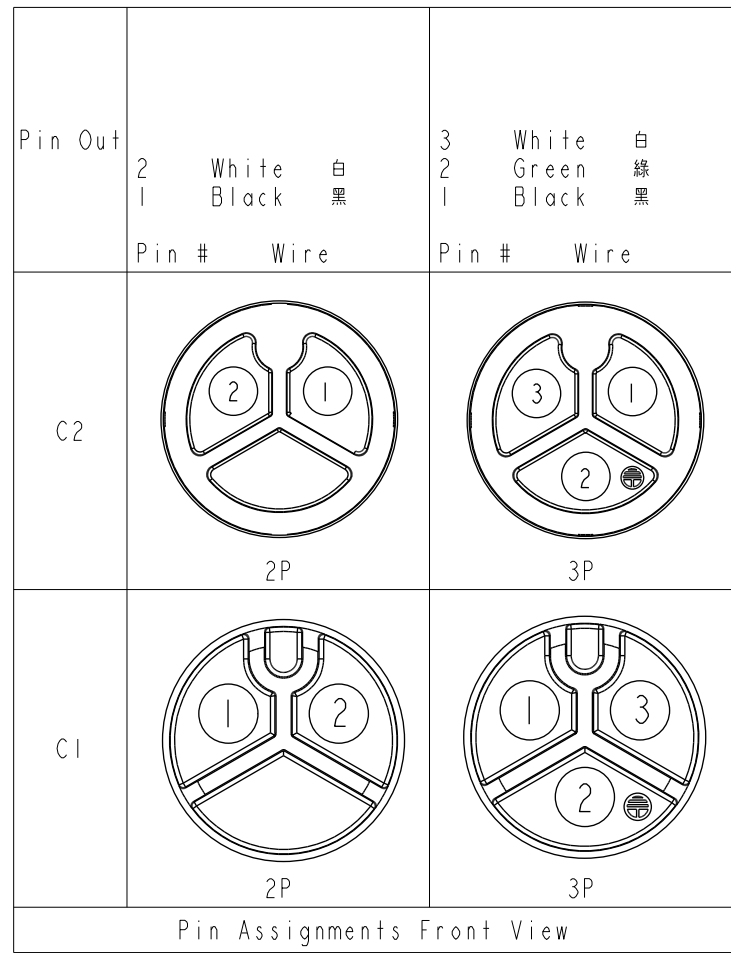 Pin Out
2 White 白
1 Black 黑
Pin # Wire
3 White 白
2 Green 綠
1 Black 黑
Pin # Wire
C2
2
1
2P
3
1
2
3P
C1
1
2
2P
1
3
2
3P
Pin Assignments Front View